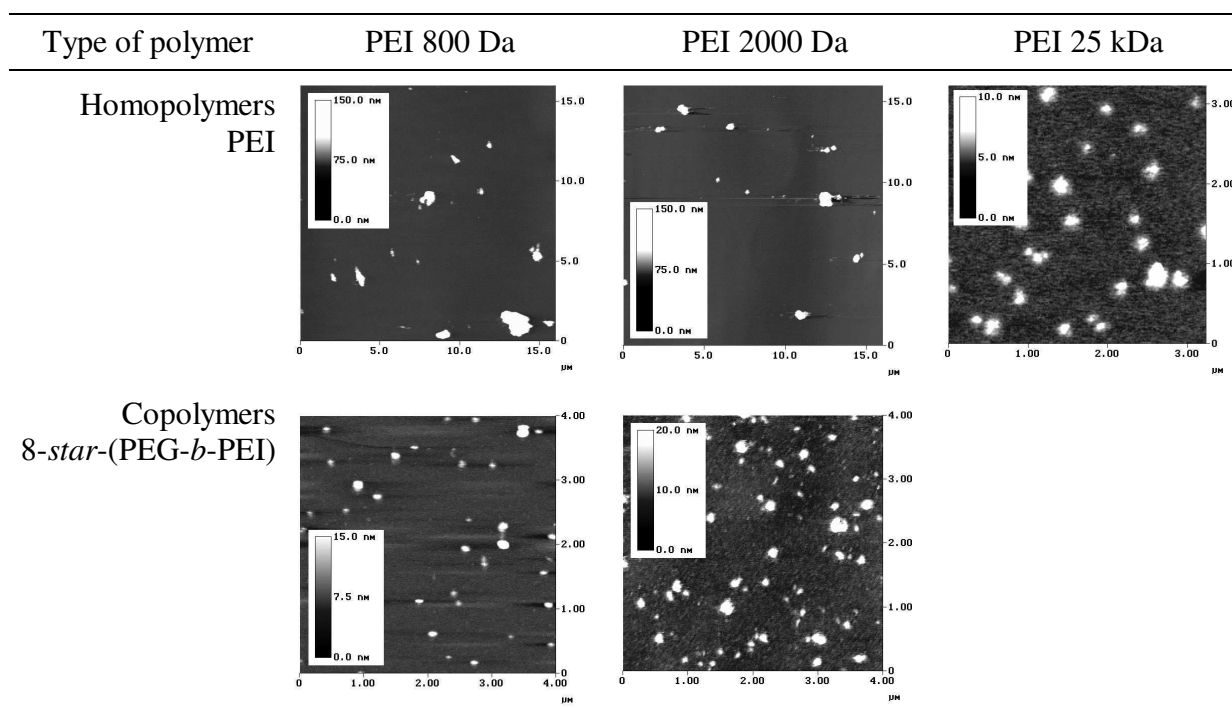 Type of polymer PEI 800 Da PEI 2000 Da PEI 25 kDa
Homopolymers
PEI
150.0 nM
75.0 nM
0.0 nM
15.0
10.0
5.0
0
0 5.0 10.0 15.0
μM
150.0 nM
75.0 nM
0.0 nM
15.0
10.0
5.0
0
0 5.0 10.0 15.0
μM
10.0 nM
5.0 nM
0.0 nM
3.00
2.00
1.00
0
0 1.00 2.00 3.00
μM
Copolymers
8-star-(PEG-b-PEI)
15.0 nM
7.5 nM
0.0 nM
4.00
3.00
2.00
1.00
0
0 1.00 2.00 3.00 4.00
μM
20.0 nM
10.0 nM
0.0 nM
4.00
3.00
2.00
1.00
0
0 1.00 2.00 3.00 4.00
μM